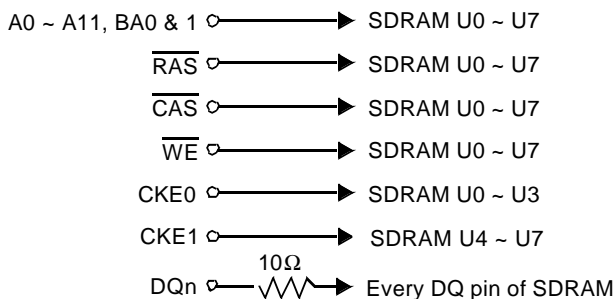 A0 ~ A11, BA0 & 1 SDRAM U0 ~ U7
RAS SDRAM U0 ~ U7
CAS SDRAM U0 ~ U7
WE SDRAM U0 ~ U7
CKE0 SDRAM U0 ~ U3
CKE1 SDRAM U4 ~ U7
10Ω
DQn Every DQ pin of SDRAM